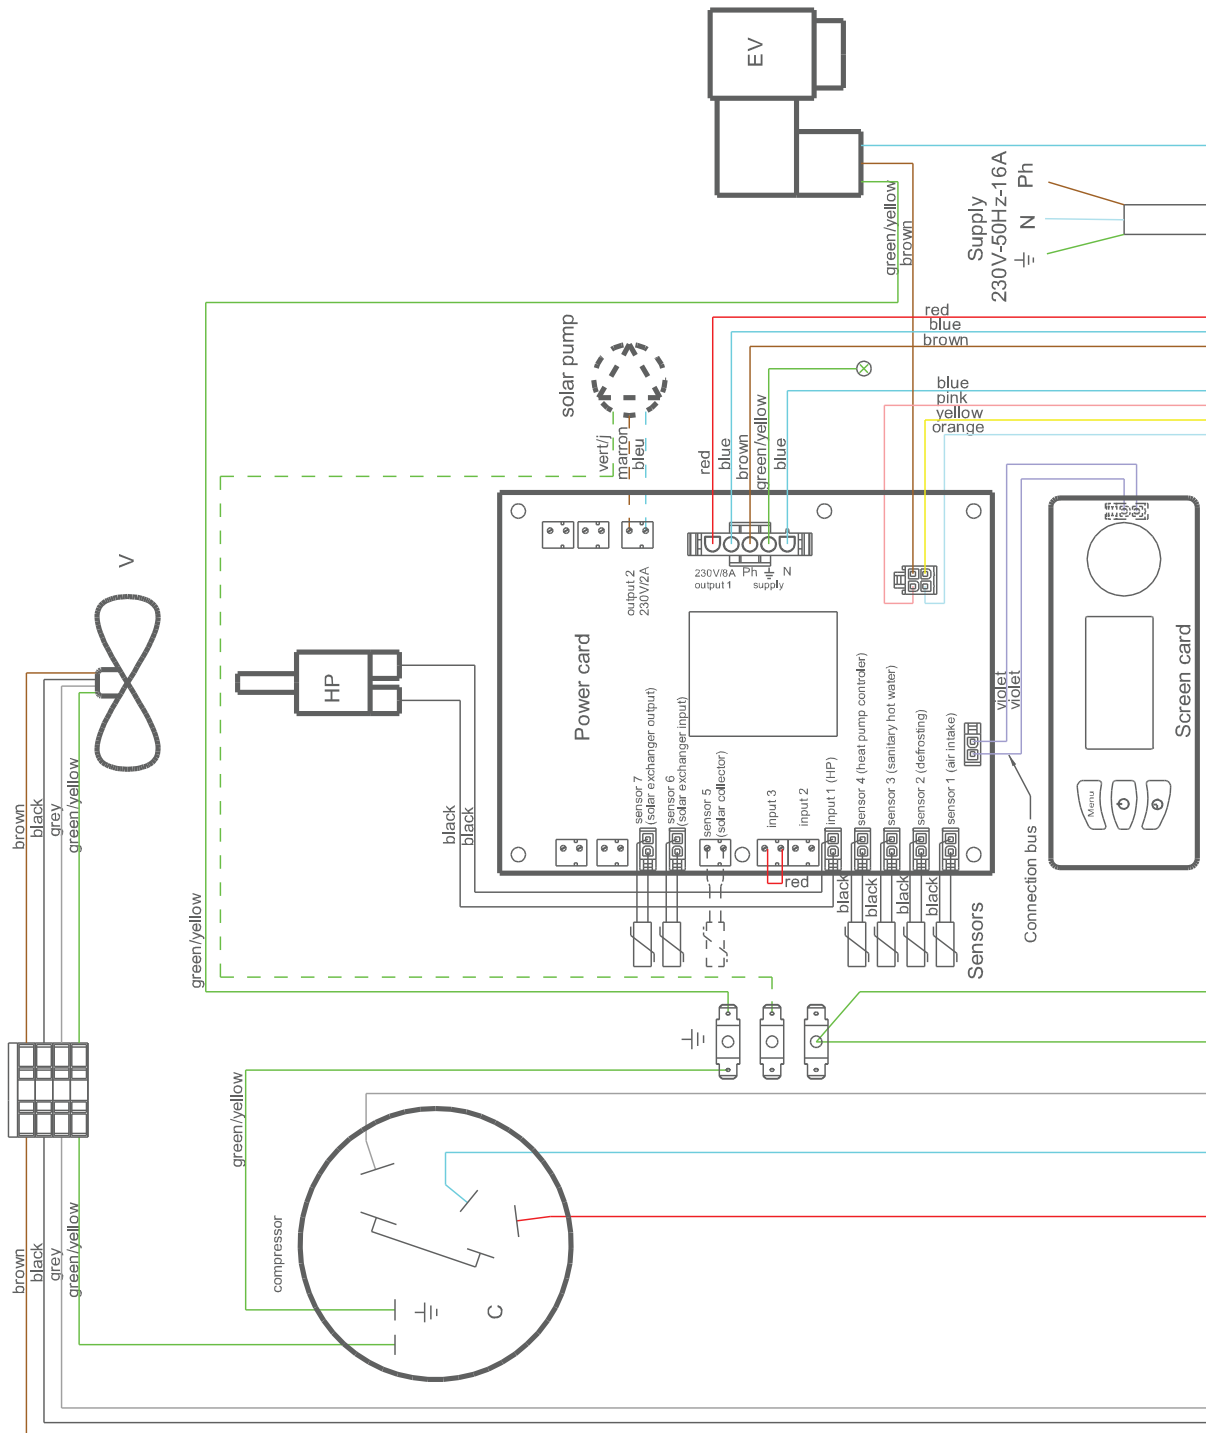 EV
Supply
230V-50Hz-16A
Ph
N
green/yellow
brown
red
blue
brown
solar pump
blue
pink
yellow
orange
vert/j
marron
bleu
red
blue
brown
green/yellow
blue
V
output 2
230V/2A
230V/8A
output 1
Ph
N
supply
Power card
HP
violet
violet
Screen card
Menu
Connection bus
sensor 7
(solar exchanger output)
sensor 6
(solar exchanger input)
sensor 5
(solar collector)
input 3
input 2
input 1 (HP)
sensor 4 (heat pump controler)
sensor 3 (sanitary hot water)
sensor 2 (defrosting)
sensor 1 (air intake)
brown
black
grey
green/yellow
black
black
red
black
black
black
black
Sensors
green/yellow
green/yellow
compressor
C
brown
black
grey
green/yellow